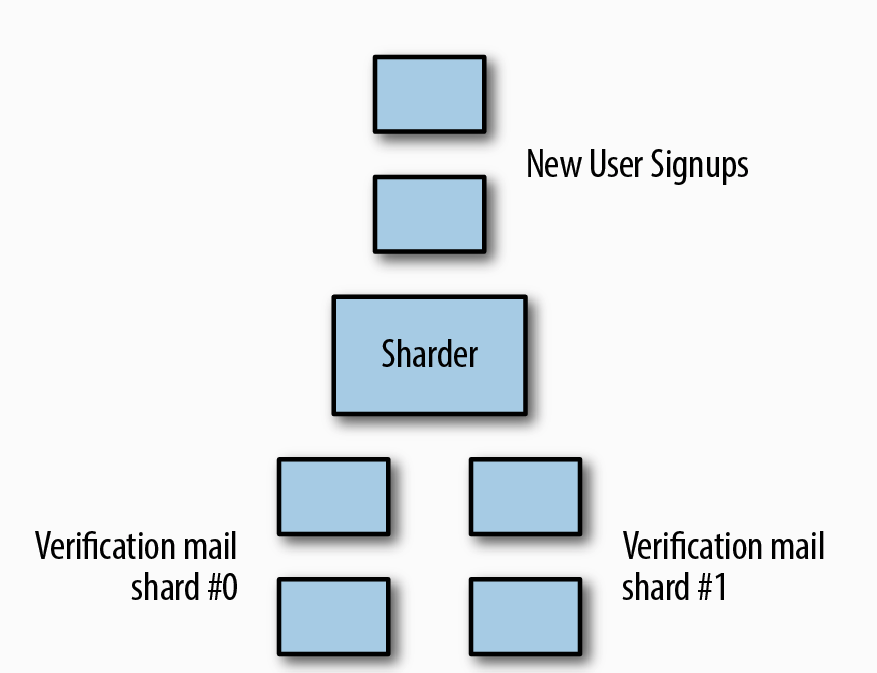 New User Signups
Sharder
Verification mail
shard #0
Verification mail
shard #1